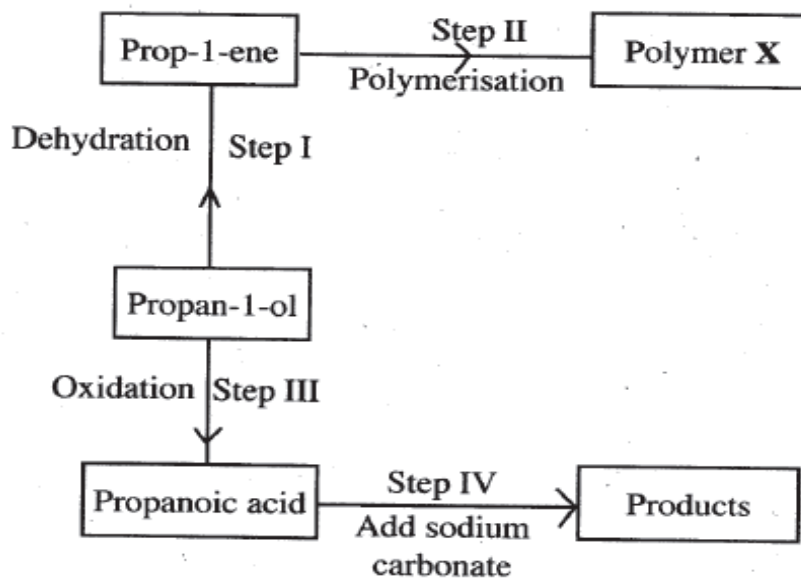 Prop-1-ene
Step II
Polymerisation
Polymer X
Dehydration
Step I
Propan-1-ol
Oxidation
Step III
Propanoic acid
Step IV
Add sodium
carbonate
Products